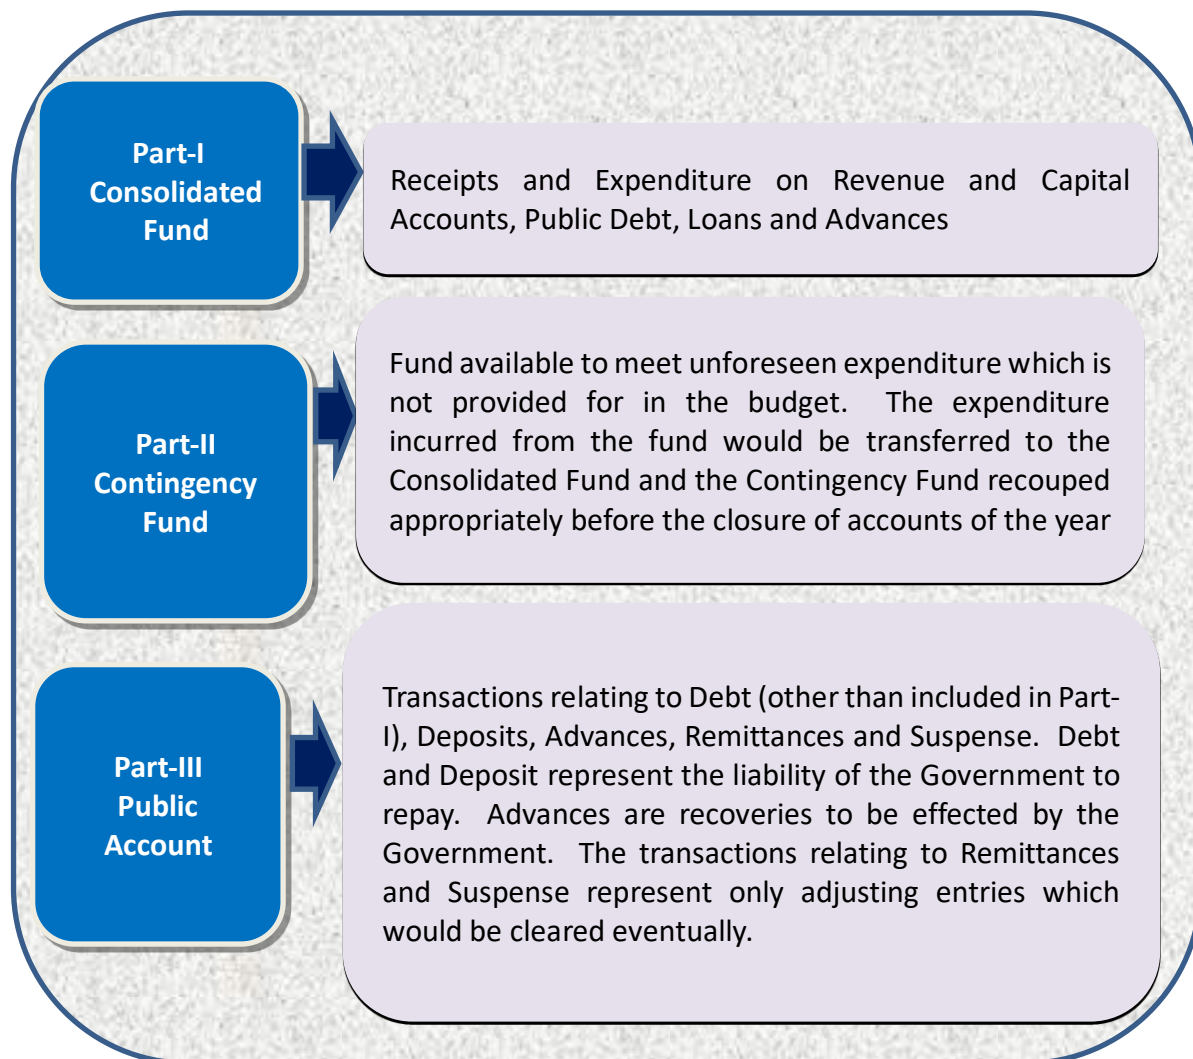 Part-I
Consolidated
Fund
Receipts and Expenditure on Revenue and Capital
Accounts, Public Debt, Loans and Advances
Part-II
Contingency
Fund
Fund available to meet unforeseen expenditure which is
not provided for in the budget. The expenditure
incurred from the fund would be transferred to the
Consolidated Fund and the Contingency Fund recouped
appropriately before the closure of accounts of the year
Part-III
Public
Account
Transactions relating to Debt (other than included in Part-
I), Deposits, Advances, Remittances and Suspense. Debt
and Deposit represent the liability of the Government to
repay. Advances are recoveries to be effected by the
Government. The transactions relating to Remittances
and Suspense represent only adjusting entries which
would be cleared eventually.